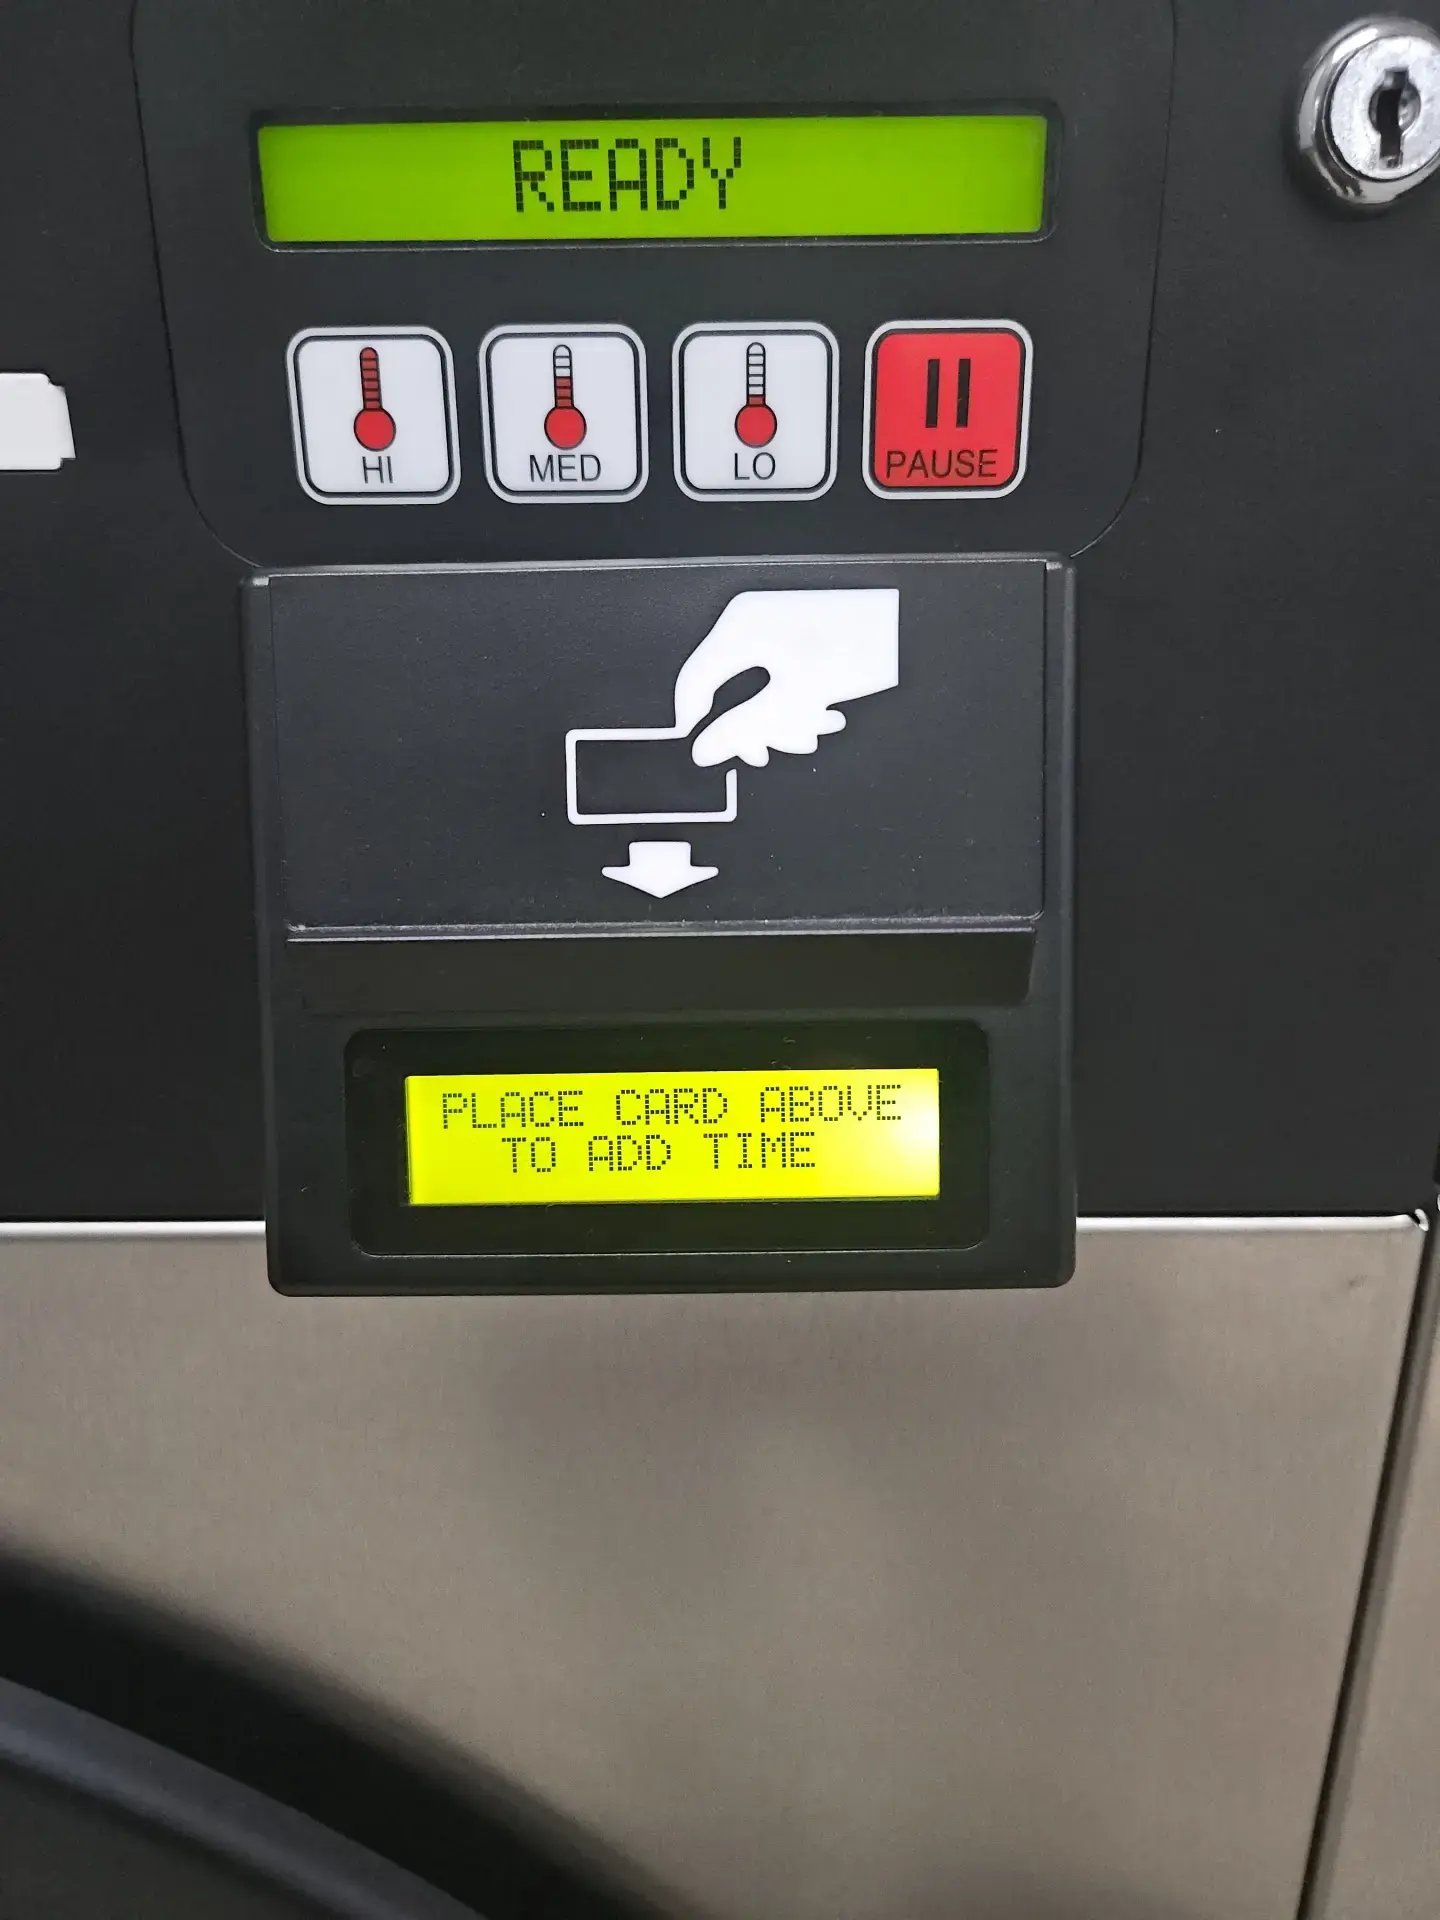 READY
HI
MED
LO
PAUSE
PLACE CARD ABOVE
TO ADD TIME